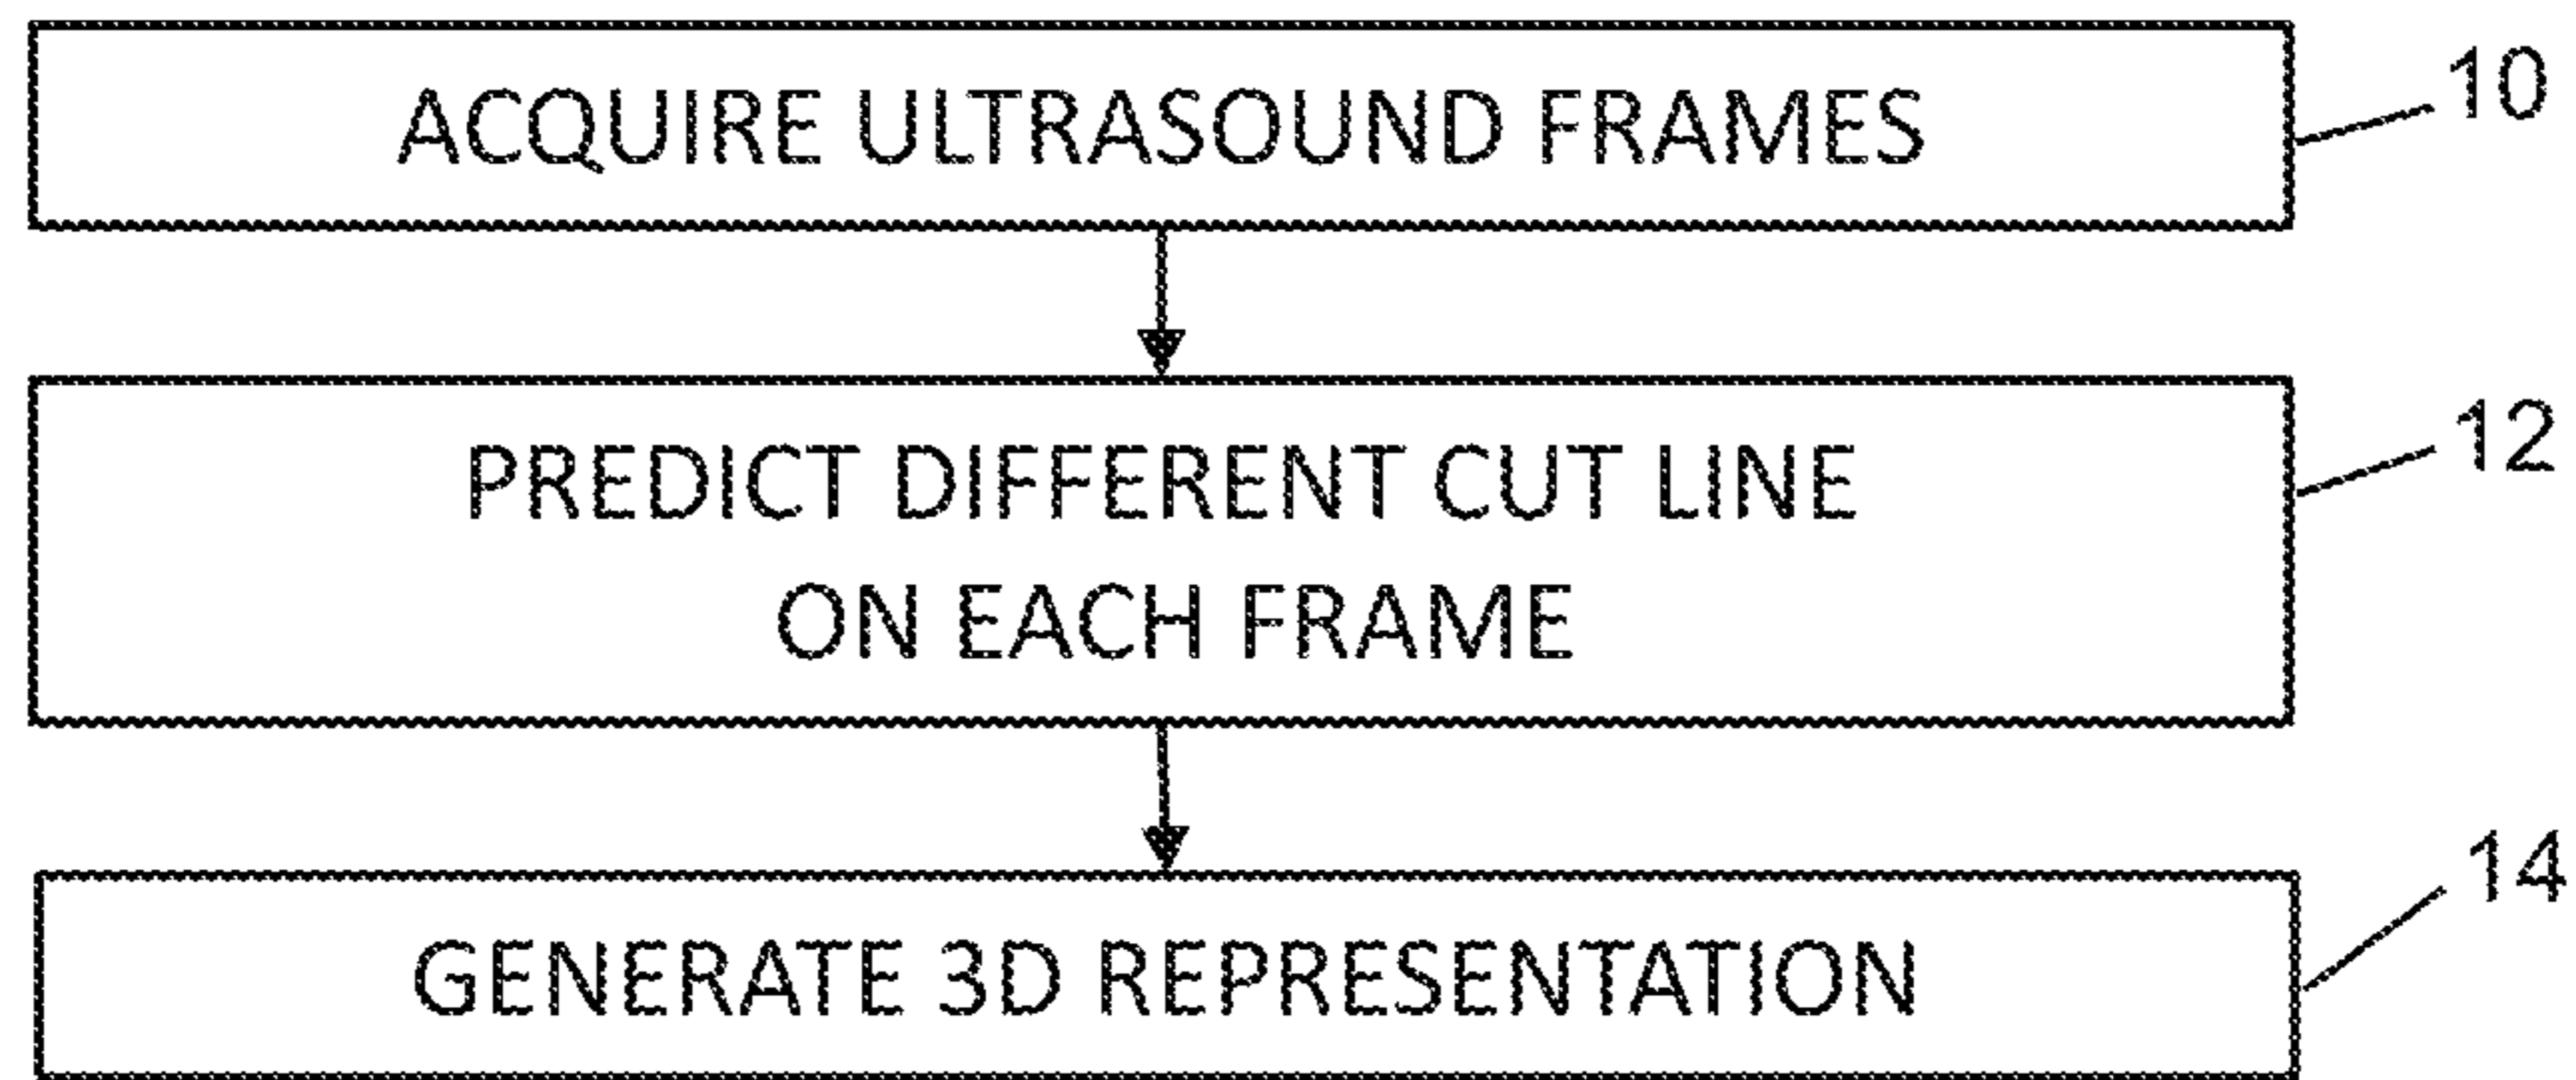 ACQUIRE ULTRASOUND FRAMES
10
PREDICT DIFFERENT CUT LINE
ON EACH FRAME
12
GENERATE 3D REPRESENTATION
14